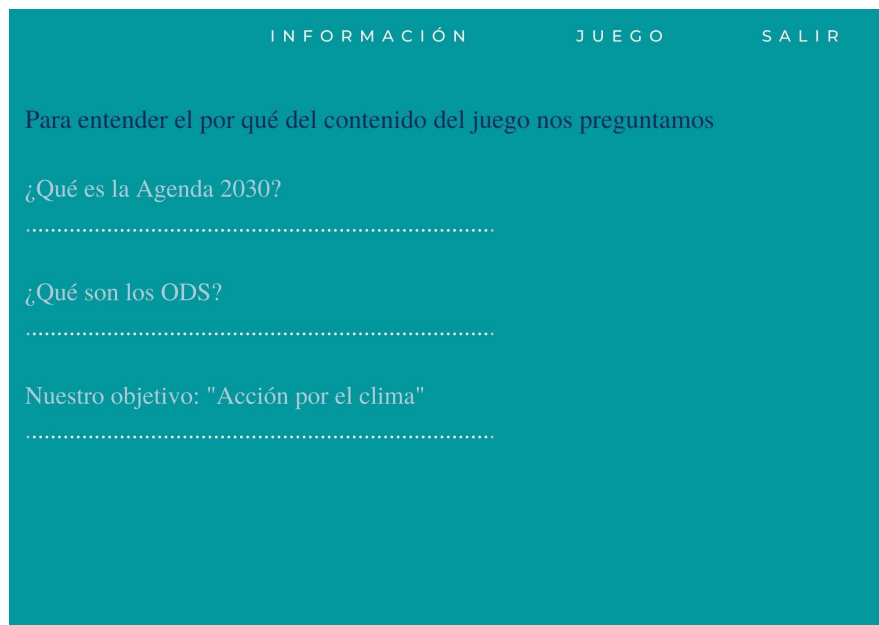 INFORMACIÓN JUEGO SALIR
Para entender el por qué del contenido del juego nos preguntamos
¿Qué es la Agenda 2030?
...........................................................................
¿Qué son los ODS?
...........................................................................
Nuestro objetivo: "Acción por el clima"
...........................................................................